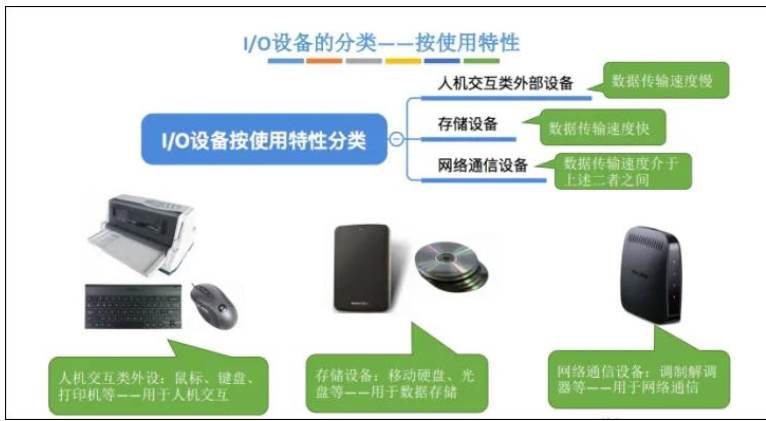 I/O设备的分类——按使用特性
人机交互类外部设备
数据传输速度慢
I/O设备按使用特性分类
存储设备
数据传输速度快
网络通信设备
数据传输速度介于
上述二者之间
人机交互类外设：鼠标、键盘、
打印机等——用于人机交互
存储设备：移动硬盘、光
盘等——用于数据存储
网络通信设备：调制解调
器等——用于网络通信